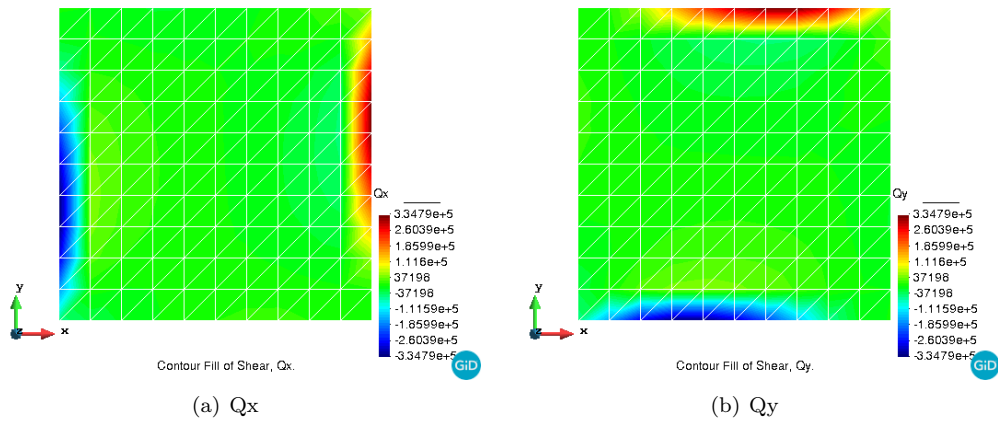 Qx
3.3479e+5
2.6039e+5
1.8599e+5
1.116e+5
37198
-37198
-1.1159e+5
-1.8599e+5
-2.6039e+5
-3.3479e+5
y
z
x
GiD
Contour Fill of Shear, Qx.
(a) Qx
Qy
3.3479e+5
2.6039e+5
1.8599e+5
1.116e+5
37198
-37198
-1.1159e+5
-1.8599e+5
-2.6039e+5
-3.3479e+5
y
z
x
GiD
Contour Fill of Shear, Qy.
(b) Qy